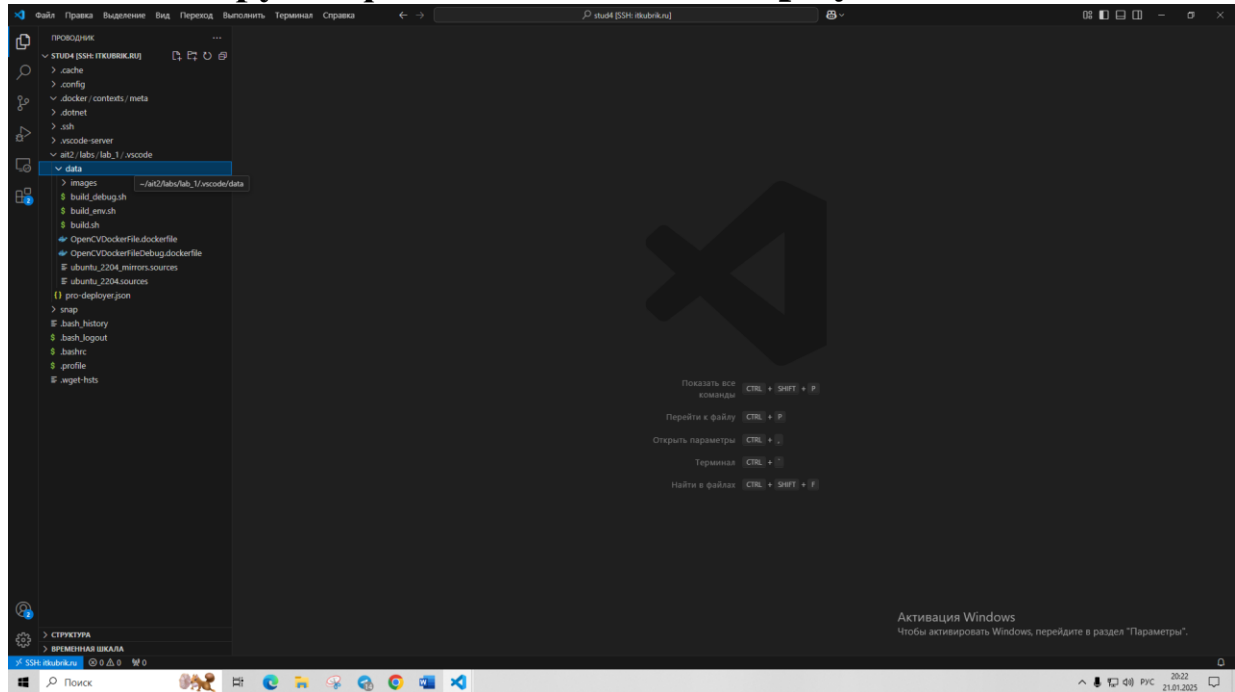 Файл Правка Выделение Вид Переход Выполнить Терминал Справка
stud4 [SSH: itkubrik.ru]
ПРОВОДНИК
STUD4 [SSH: ITKUBRIK.RU]
.cache
.config
.docker / contexts / meta
.dotnet
.ssh
.vscode-server
ait2 / labs / lab_1 / .vscode
data
images
~/ait2/labs/lab_1/.vscode/data
build_debug.sh
build_env.sh
build.sh
OpenCVDockerFile.dockerfile
OpenCVDockerFileDebug.dockerfile
ubuntu_2204_mirrors.sources
ubuntu_2204.sources
pro-deployer.json
snap
.bash_history
.bash_logout
.bashrc
.profile
.wget-hsts
Показать все команды CTRL + SHIFT + P
Перейти к файлу CTRL + P
Открыть параметры CTRL + ,
Терминал CTRL + `
Найти в файлах CTRL + SHIFT + F
Активация Windows
Чтобы активировать Windows, перейдите в раздел "Параметры".
СТРУКТУРА
ВРЕМЕННАЯ ШКАЛА
SSH: itkubrik.ru 0 0 0
Поиск
РУС
20:22
21.01.2025